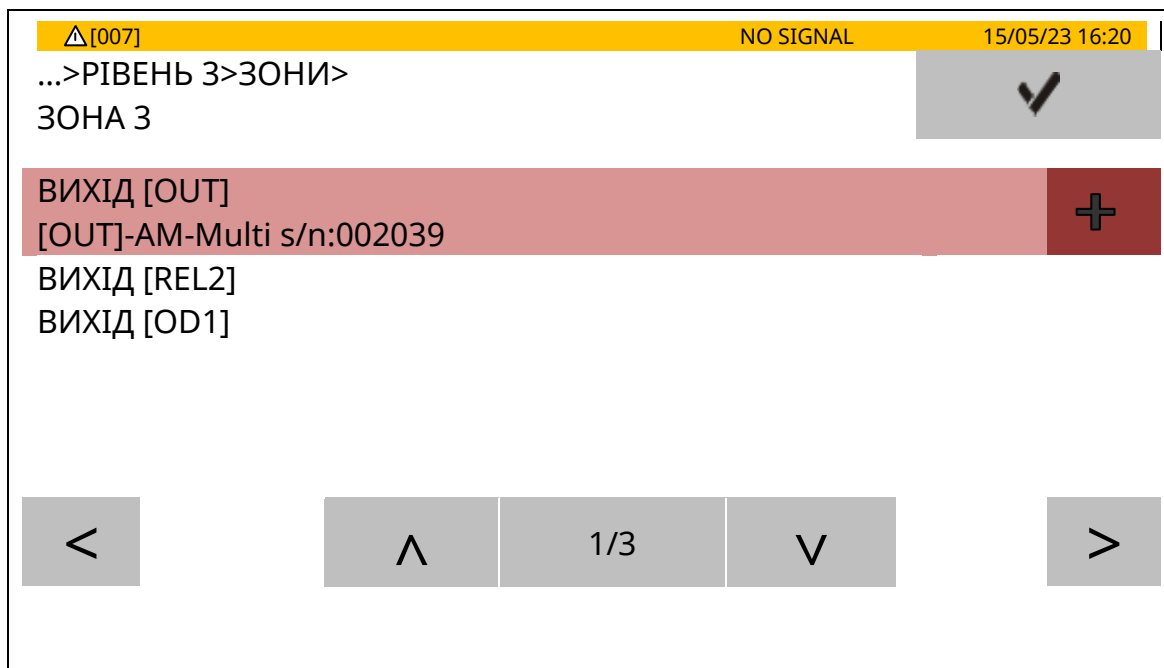 [007] NO SIGNAL 15/05/23 16:20
...>РІВЕНЬ 3>ЗОНИ>
ЗОНА 3
ВИХІД [OUT]
[OUT]-AM-Multi s/n:002039
ВИХІД [REL2]
ВИХІД [OD1]
< ᐱ 1/3 ᐯ >